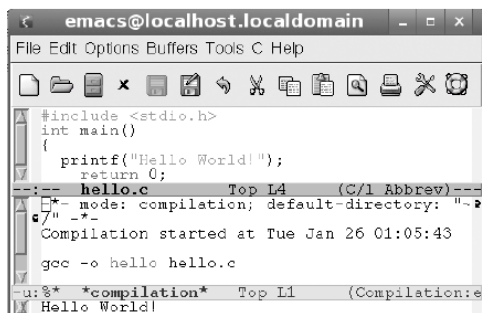 emacs@localhost.localdomain
File Edit Options Buffers Tools C Help
#include <stdio.h>
int main()
{
printf("Hello World!");
return 0;
--:-- hello.c Top L4 (C/l Abbrev)---
*- mode: compilation; default-directory: "~
/" -*-
Compilation started at Tue Jan 26 01:05:43
gcc -o hello hello.c
-u:%* *compilation* Top L1 (Compilation:e
Hello World!